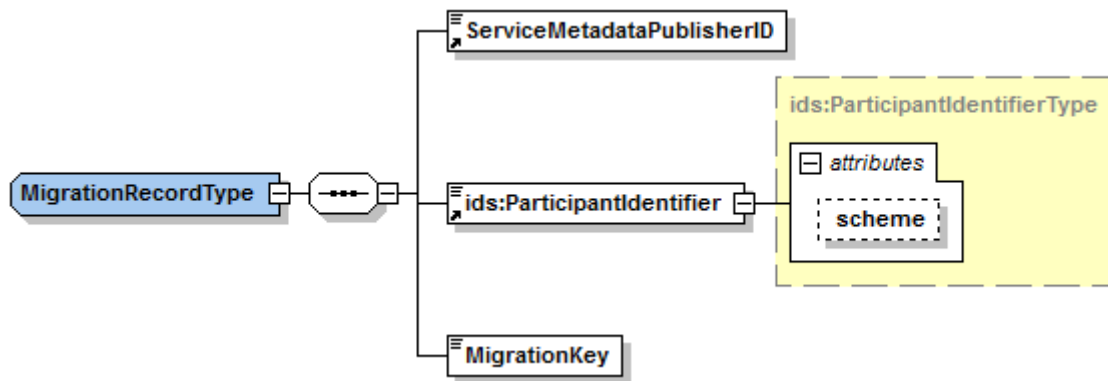 ServiceMetadataPublisherID
ids:ParticipantIdentifierType
attributes
MigrationRecordType
ids:ParticipantIdentifier
scheme
MigrationKey